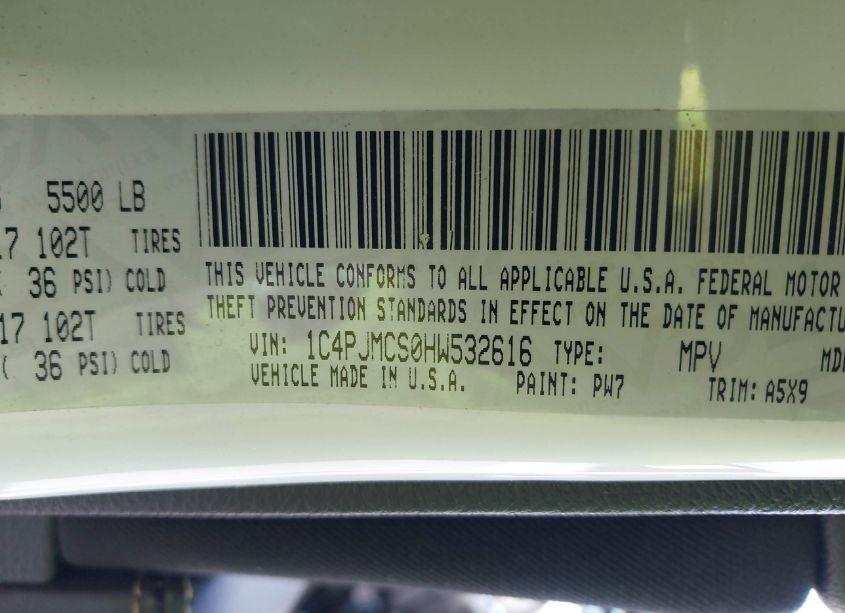 5500 LB
17 102T TIRES
36 PSI) COLD
17 102T TIRES
( 36 PSI) COLD
THIS VEHICLE CONFORMS TO ALL APPLICABLE U.S.A. FEDERAL MOTOR
THEFT PREVENTION STANDARDS IN EFFECT ON THE DATE OF MANUFACTU
VIN: 1C4PJMCS0HW532616 TYPE: MPV
VEHICLE MADE IN U.S.A. PAINT: PW7 TRIM: A5X9